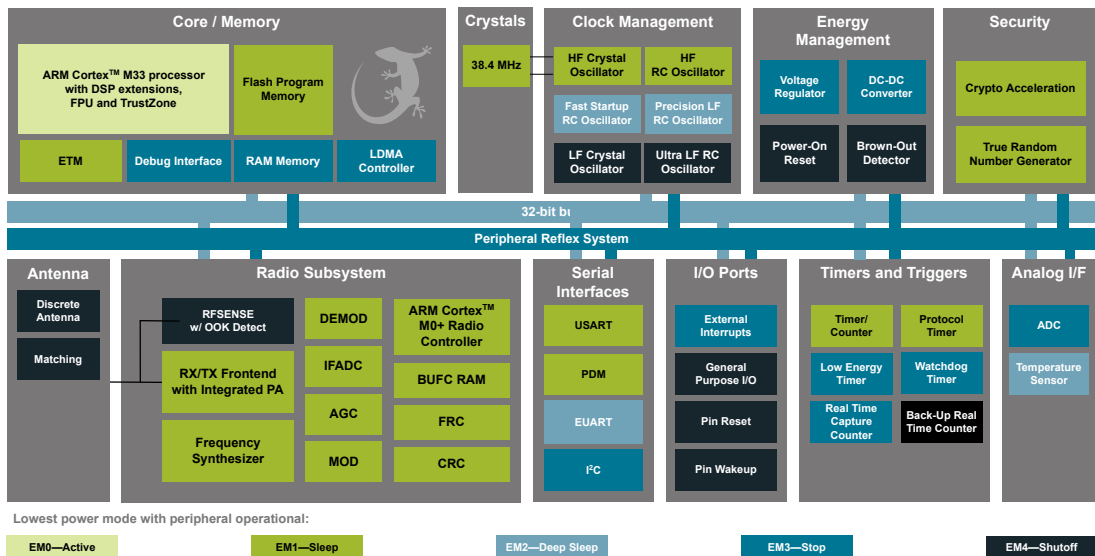 Core / Memory
ARM Cortex™ M33 processor
with DSP extensions,
FPU and TrustZone
Flash Program
Memory
ETM
Debug Interface
RAM Memory
LDMA
Controller
Crystals
38.4 MHz
Clock Management
HF Crystal
Oscillator
HF
RC Oscillator
Fast Startup
RC Oscillator
Precision LF
RC Oscillator
LF Crystal
Oscillator
Ultra LF RC
Oscillator
Energy
Management
Voltage
Regulator
DC-DC
Converter
Power-On
Reset
Brown-Out
Detector
Security
Crypto Acceleration
True Random
Number Generator
32-bit bu
Peripheral Reflex System
Antenna
Discrete
Antenna
Matching
Radio Subsystem
RFSENSE
w/ OOK Detect
RX/TX Frontend
with Integrated PA
Frequency
Synthesizer
DEMOD
IFADC
AGC
MOD
ARM Cortex™
M0+ Radio
Controller
BUFC RAM
FRC
CRC
Serial
Interfaces
USART
PDM
EUART
I²C
I/O Ports
External
Interrupts
General
Purpose I/O
Pin Reset
Pin Wakeup
Timers and Triggers
Timer/
Counter
Protocol
Timer
Low Energy
Timer
Watchdog
Timer
Real Time
Capture
Counter
Back-Up Real
Time Counter
Analog I/F
ADC
Temperature
Sensor
Lowest power mode with peripheral operational:
EM0—Active
EM1—Sleep
EM2—Deep Sleep
EM3—Stop
EM4—Shutoff